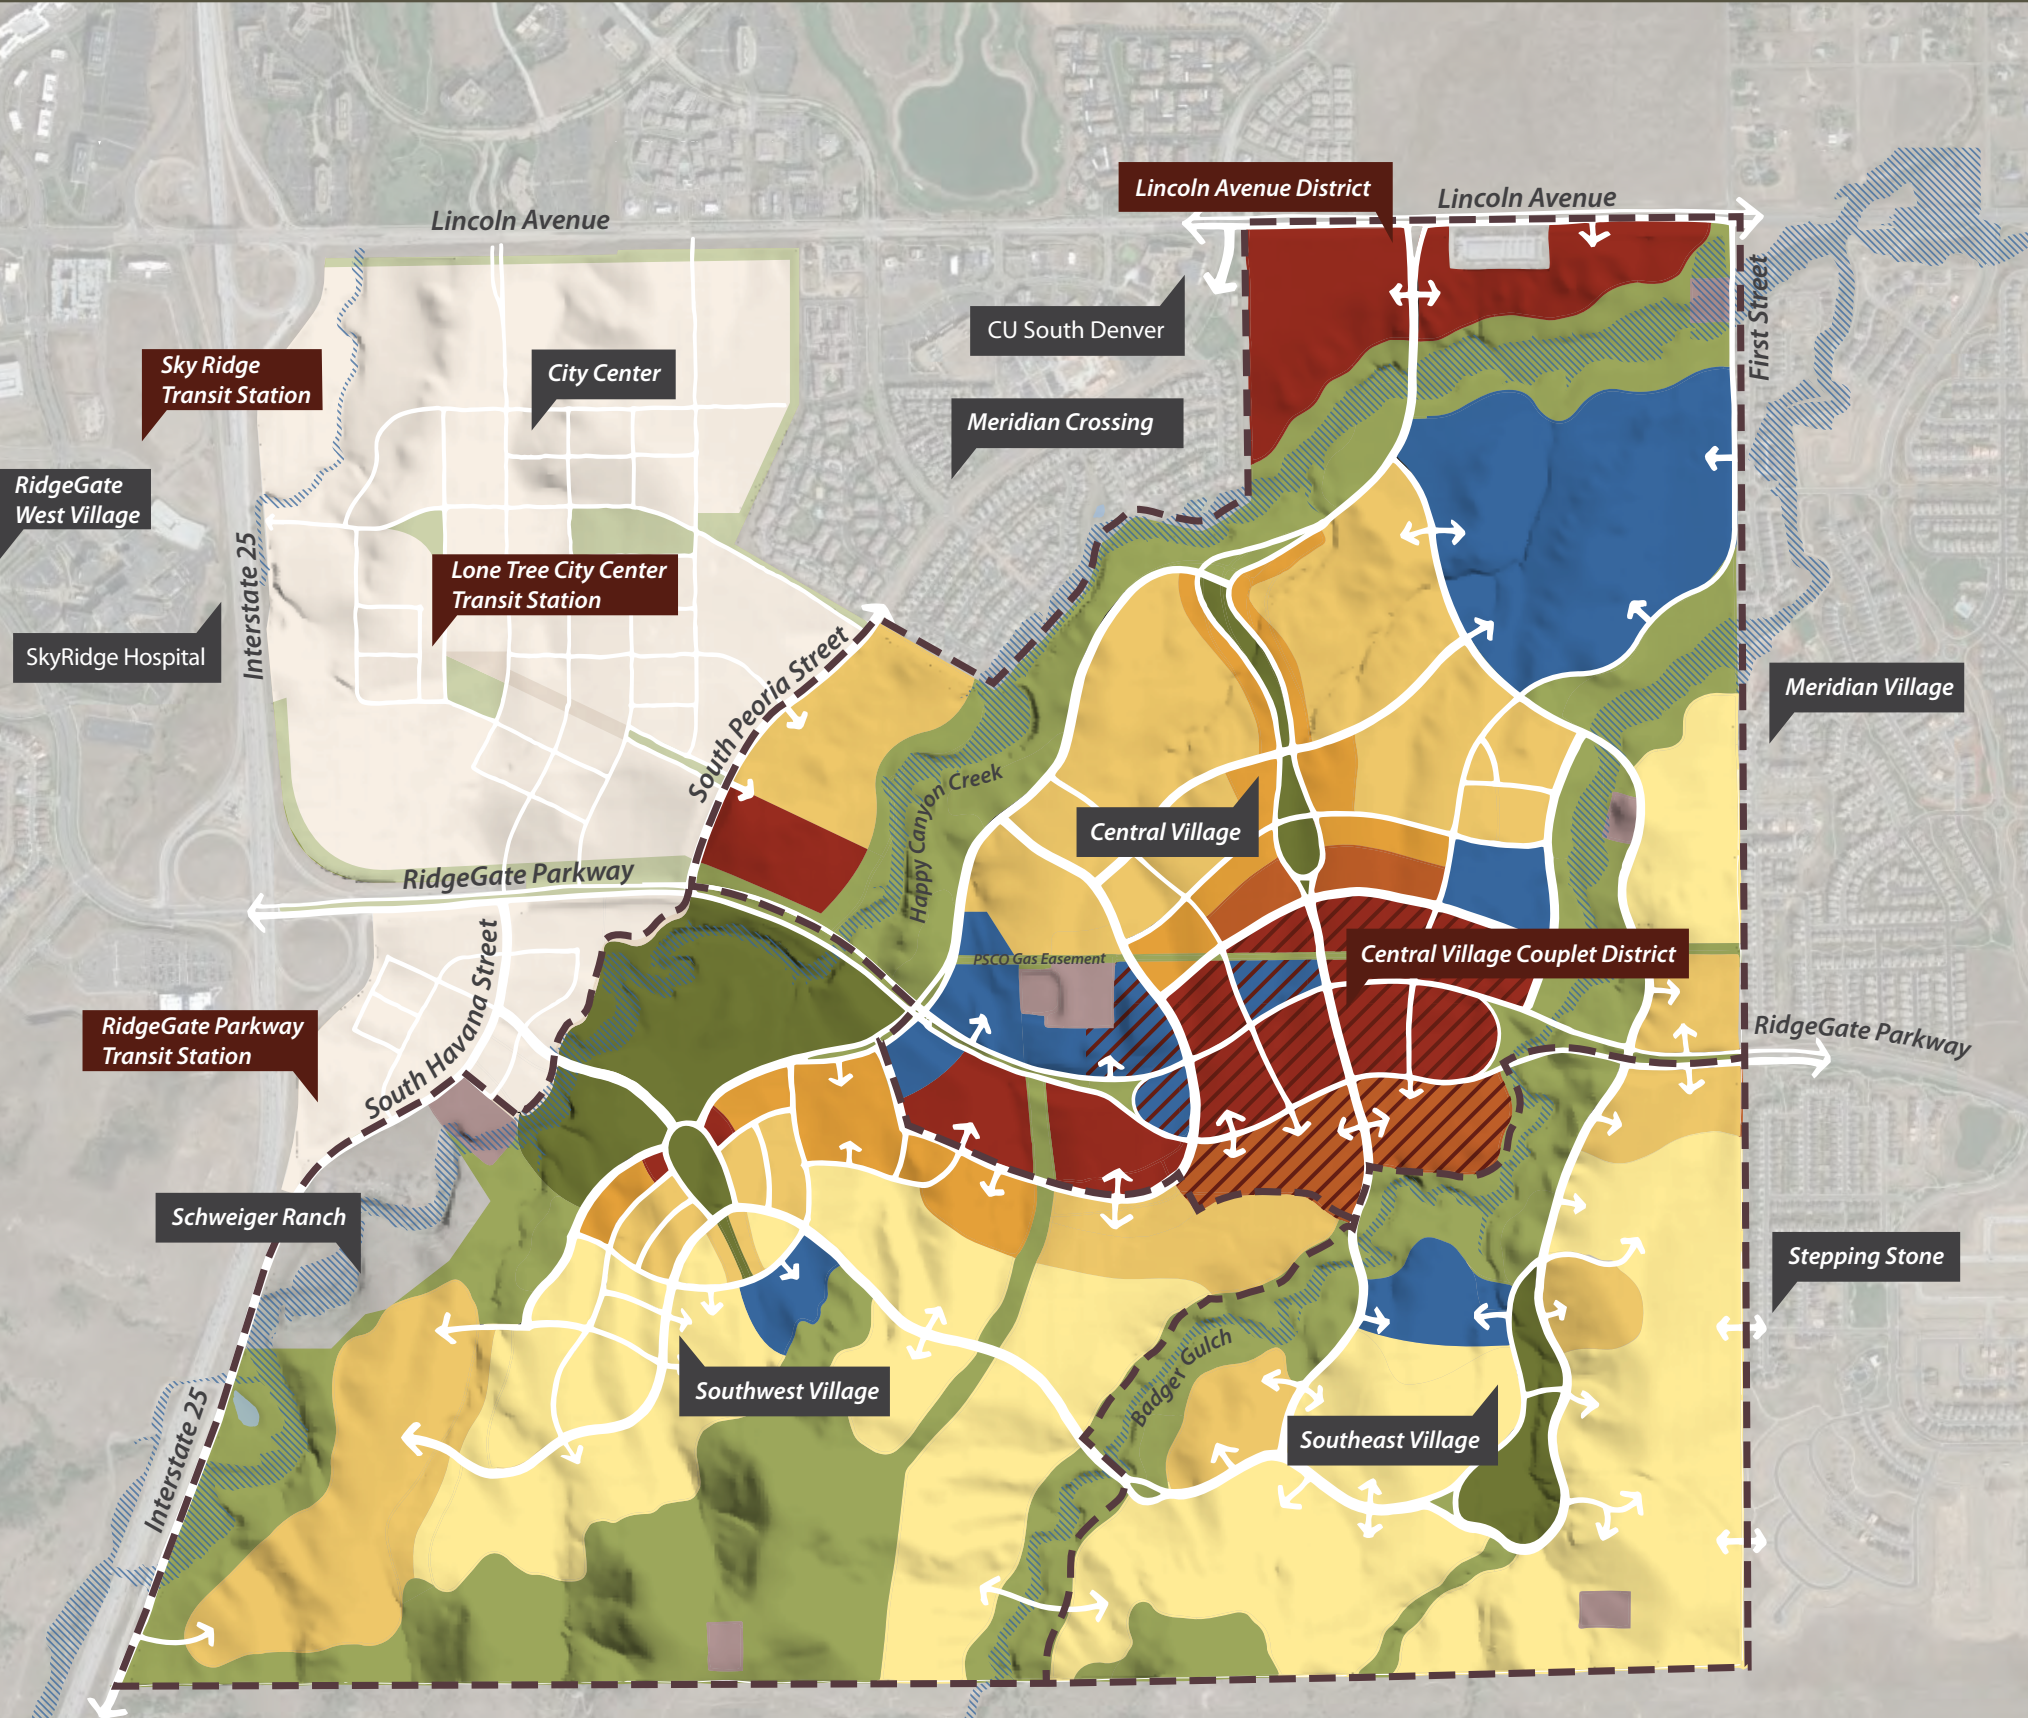 Lincoln Avenue District
Lincoln Avenue
Lincoln Avenue
First Street
CU South Denver
Sky Ridge
Transit Station
City Center
Meridian Crossing
RidgeGate
West Village
Interstate 25
Lone Tree City Center
Transit Station
SkyRidge Hospital
South Peoria Street
Meridian Village
Happy Canyon Creek
Central Village
RidgeGate Parkway
South Havana Street
PSCO Gas Easement
Central Village Couplet District
RidgeGate Parkway
Transit Station
RidgeGate Parkway
Schweiger Ranch
Stepping Stone
Badger Gulch
Southwest Village
Interstate 25
Southeast Village